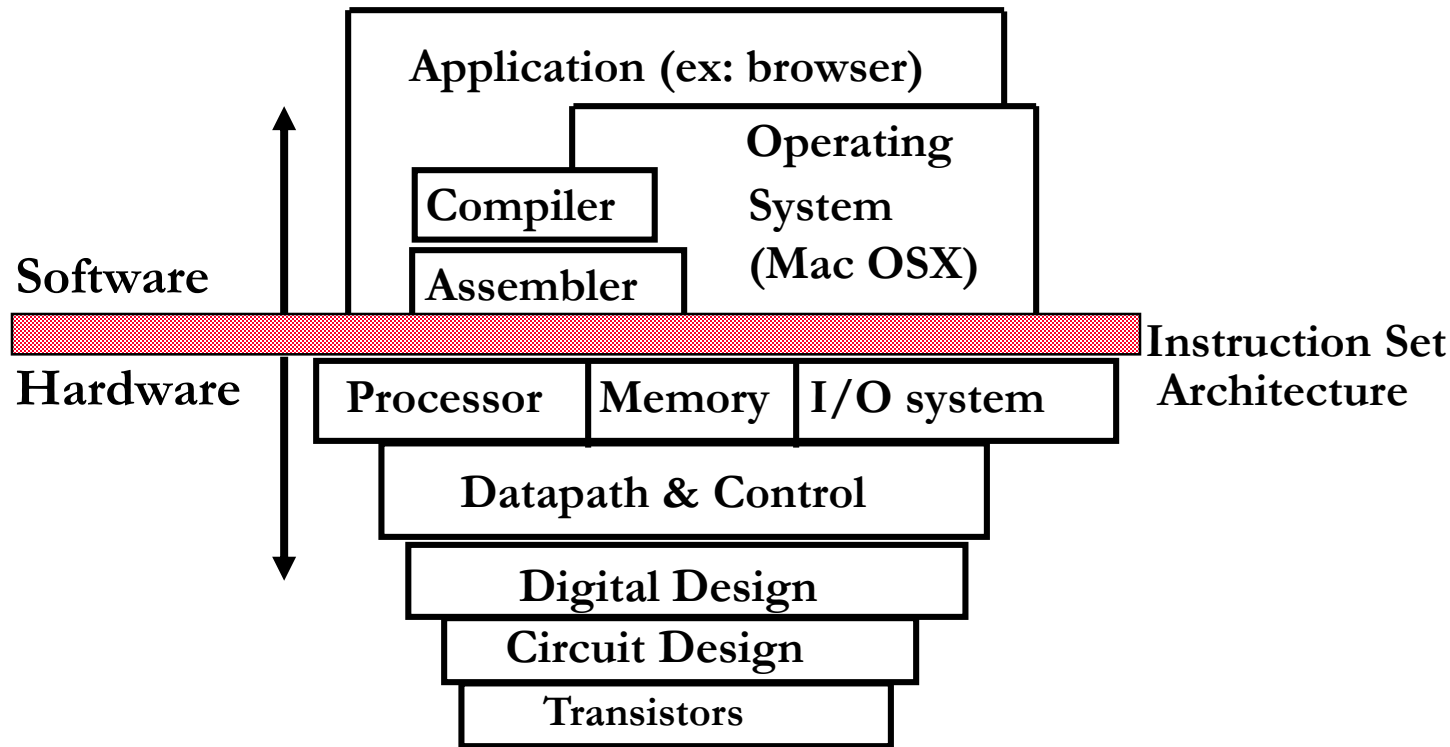 Application (ex: browser)
Operating
System
(Mac OSX)
Compiler
Assembler
Software
Instruction Set
Architecture
Hardware
Processor
Memory
I/O system
Datapath & Control
Digital Design
Circuit Design
Transistors